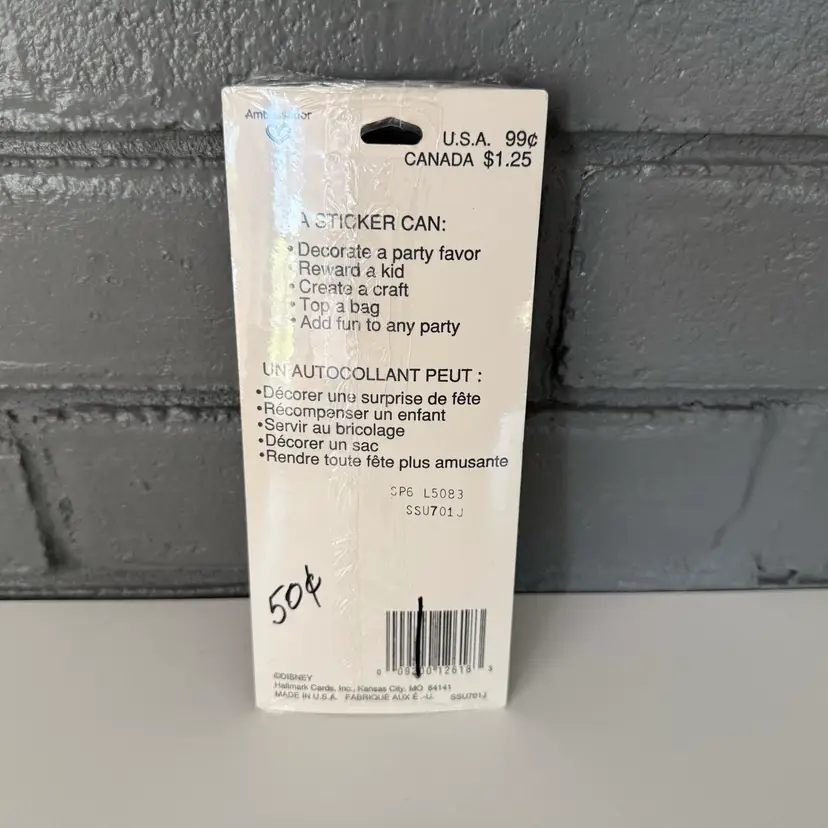 Ambassador
U.S.A. 99¢
CANADA $1.25
A STICKER CAN:
• Decorate a party favor
• Reward a kid
• Create a craft
• Top a bag
• Add fun to any party
UN AUTOCOLLANT PEUT :
•Décorer une surprise de fête
•Récompenser un enfant
•Servir au bricolage
•Décorer un sac
•Rendre toute fête plus amusante
SP6 L5083
SSU701J
50¢
©DISNEY
Hallmark Cards, Inc., Kansas City, MO 64141
MADE IN U.S.A. FABRIQUE AUX É.-U. SSU701J